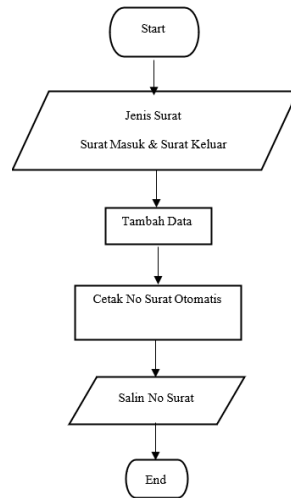 Start
Jenis Surat
Surat Masuk & Surat Keluar
Tambah Data
Cetak No Surat Otomatis
Salin No Surat
End